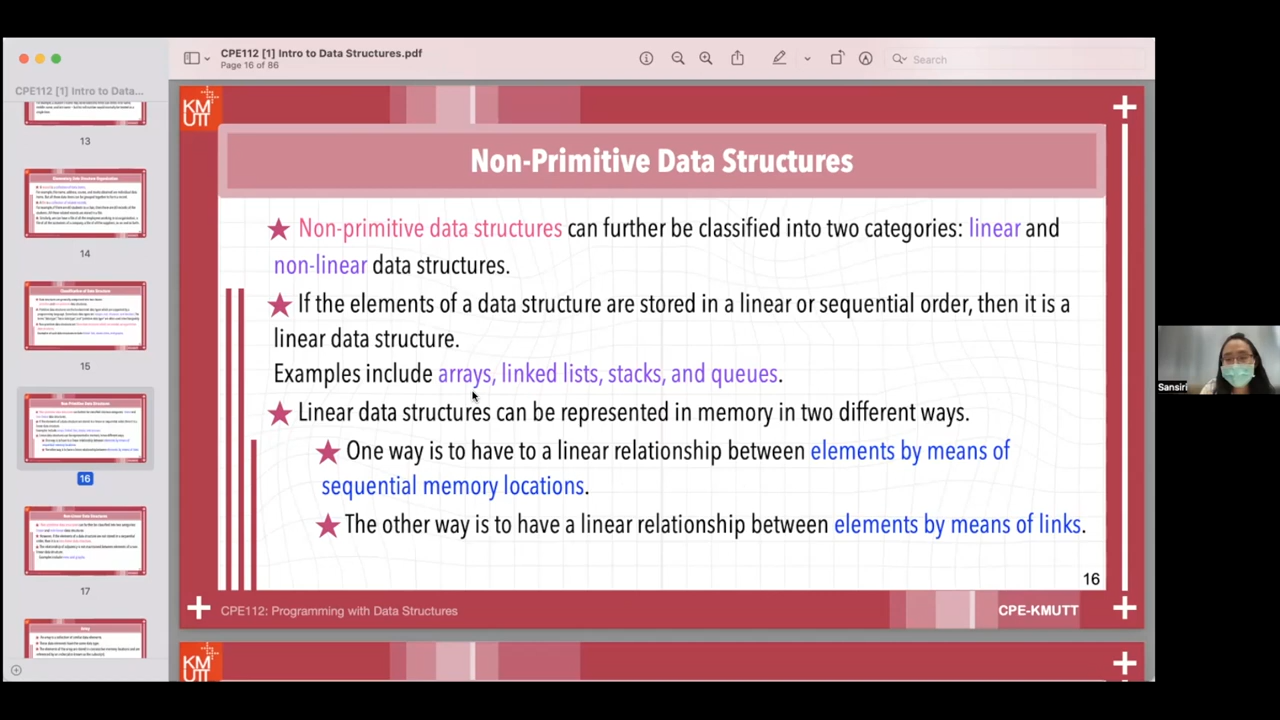 CPE112 [1] Intro to Data Structures.pdf
Page 16 of 86
Search
CPE112 [1] Intro to Data...
13
14
15
16
17
KM
UTT
Non-Primitive Data Structures
Non-primitive data structures can further be classified into two categories: linear and
non-linear data structures.
If the elements of a data structure are stored in a linear or sequential order, then it is a
linear data structure.
Examples include arrays, linked lists, stacks, and queues.
Linear data structures can be represented in memory in two different ways.
One way is to have to a linear relationship between elements by means of
sequential memory locations.
The other way is to have a linear relationship between elements by means of links.
16
CPE112: Programming with Data Structures
CPE-KMUTT
KM
UTT
Sansiri